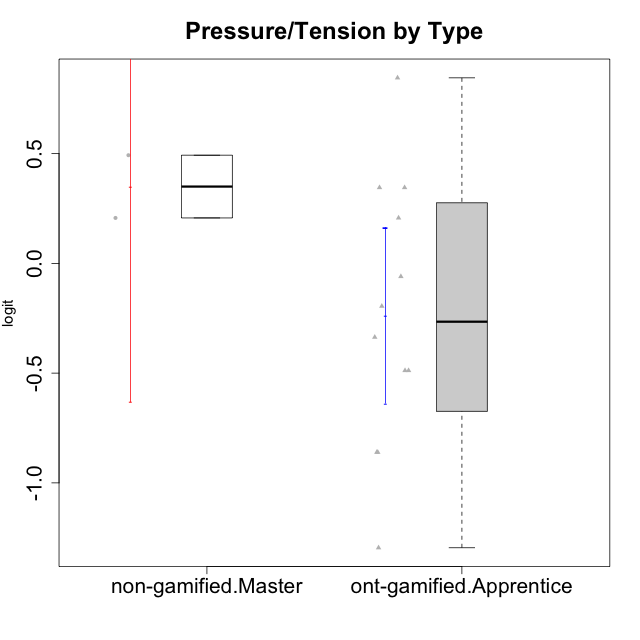 Pressure/Tension by Type
0.5
0.0
-0.5
-1.0
logit
non-gamified.Master
ont-gamified.Apprentice